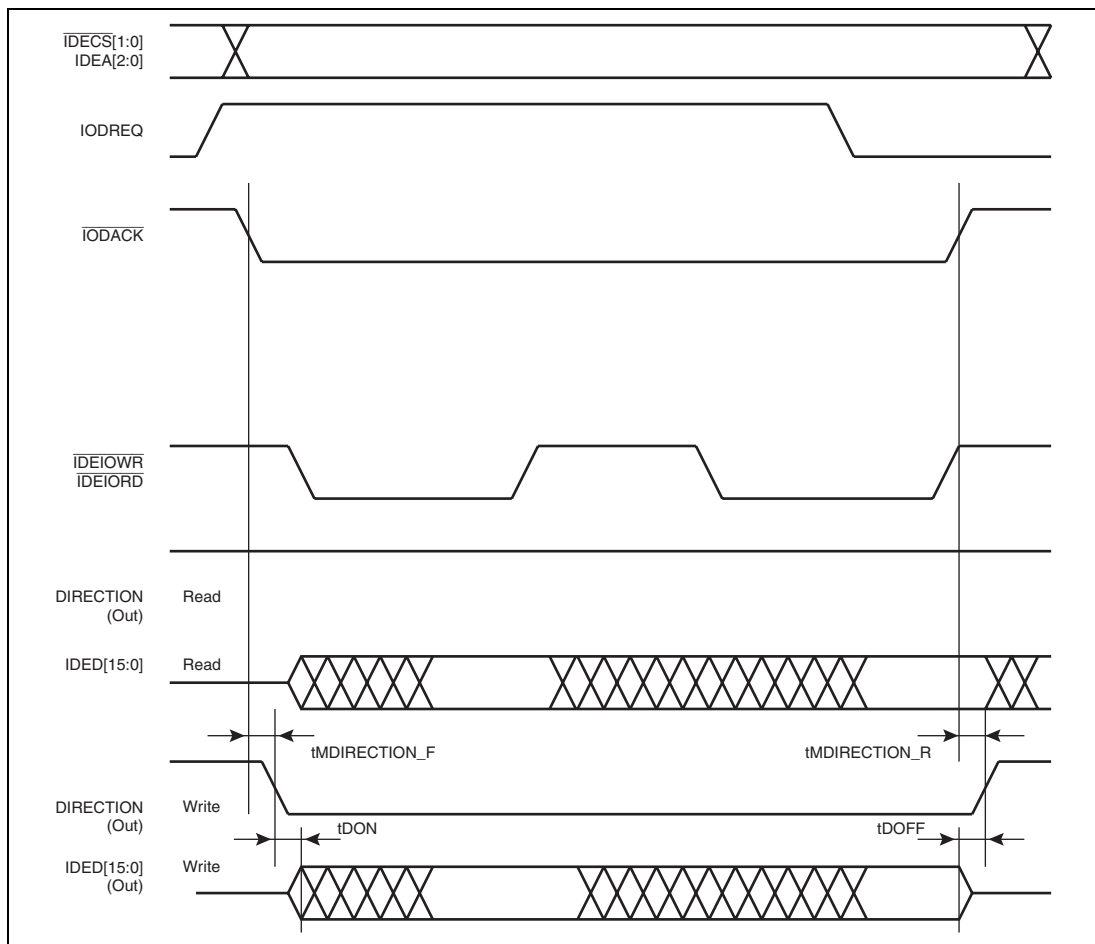 IDECS[1:0]
IDEA[2:0]
IODREQ
IODACK
IDEIOWR
IDEIORD
DIRECTION Read
(Out)
IDED[15:0] Read
tMDIRECTION_F tMDIRECTION_R
DIRECTION Write
(Out)
tDON tDOFF
IDED[15:0] Write
(Out)